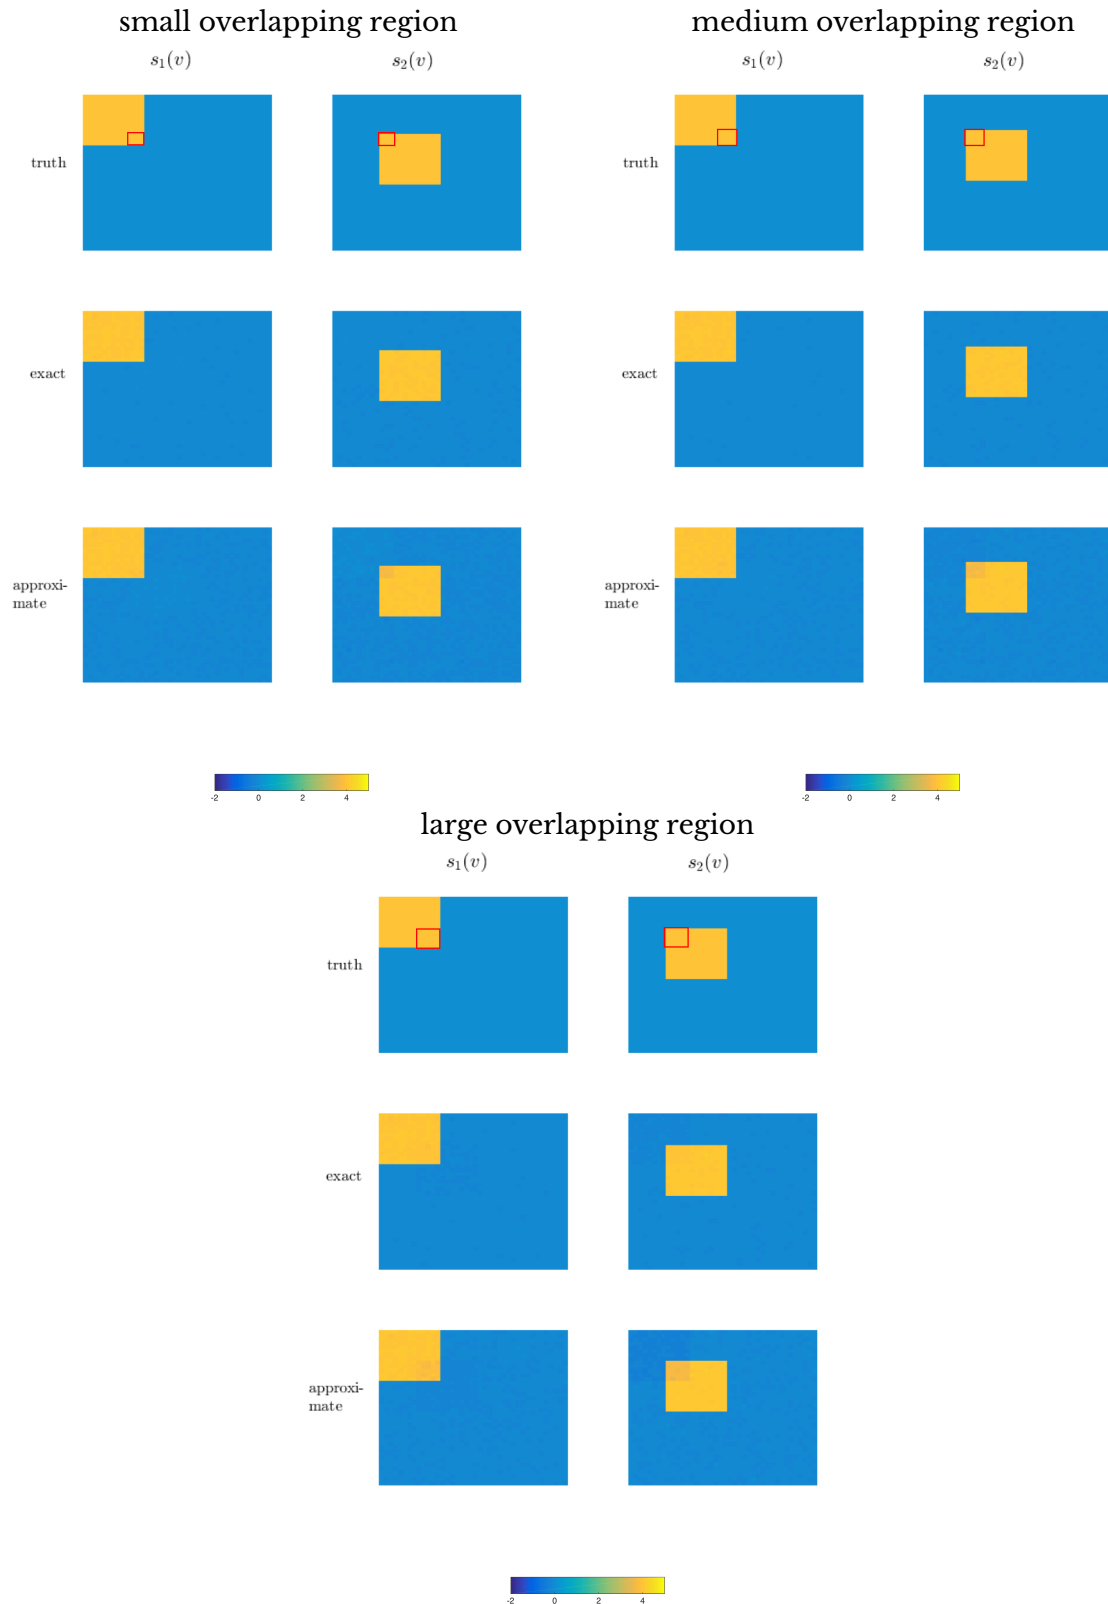 small overlapping region
s₁(v) s₂(v)
truth
exact
approxi-
mate
-2 0 2 4
medium overlapping region
s₁(v) s₂(v)
truth
exact
approxi-
mate
-2 0 2 4
large overlapping region
s₁(v) s₂(v)
truth
exact
approxi-
mate
-2 0 2 4